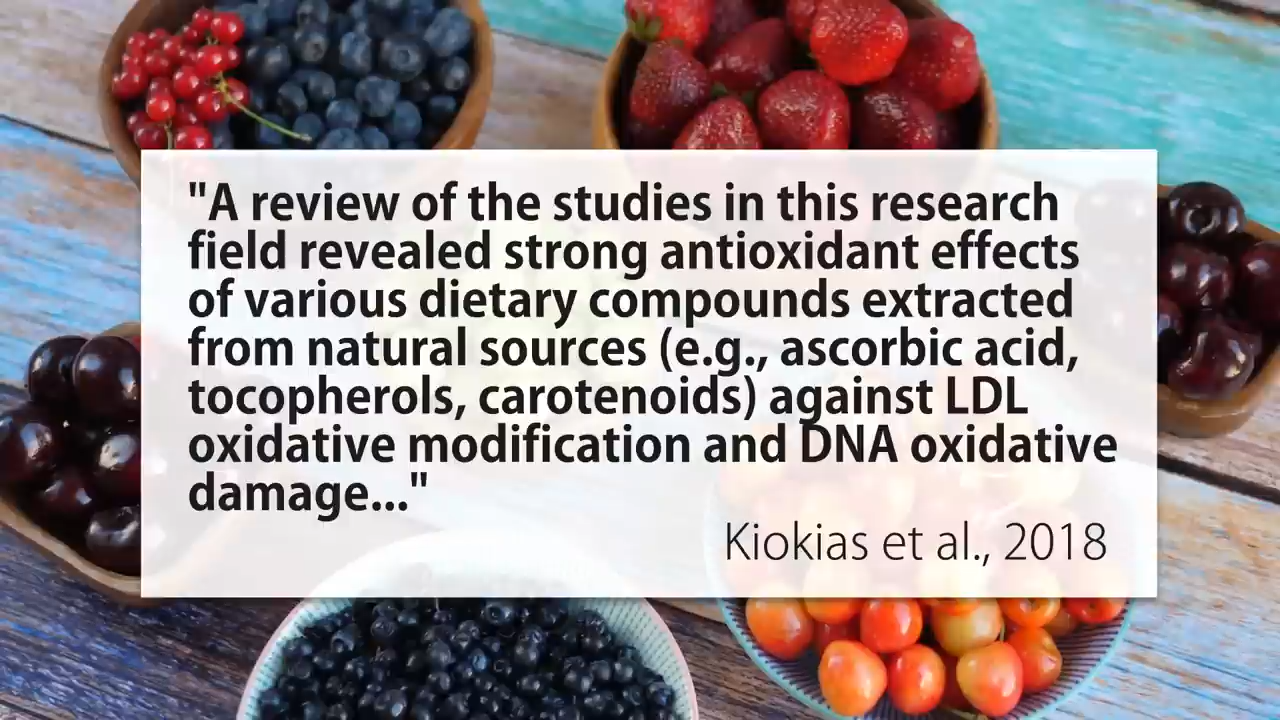 "A review of the studies in this research
field revealed strong antioxidant effects
of various dietary compounds extracted
from natural sources (e.g., ascorbic acid,
tocopherols, carotenoids) against LDL
oxidative modification and DNA oxidative
damage..."
Kiokias et al., 2018